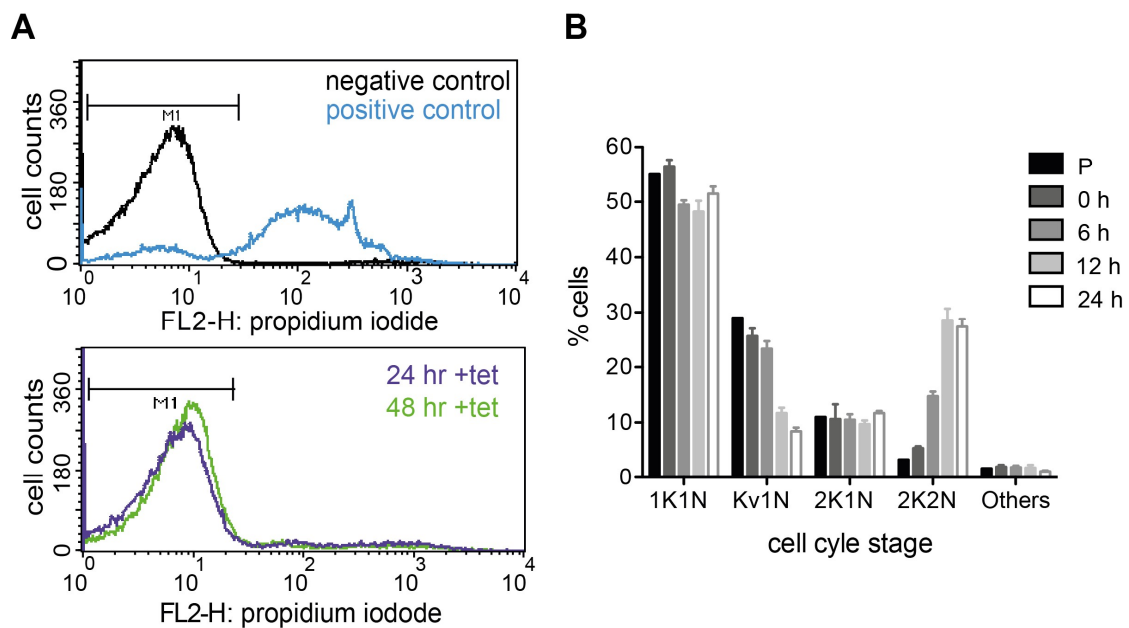 A
negative control
positive control
M1
cell counts
360
180
0
10^0 10^1 10^2 10^3 10^4
FL2-H: propidium iodide
24 hr +tet
48 hr +tet
M1
cell counts
360
180
0
10^0 10^1 10^2 10^3 10^4
FL2-H: propidium iodode
B
P
0 h
6 h
12 h
24 h
% cells
60
50
40
30
20
10
0
1K1N Kv1N 2K1N 2K2N Others
cell cyle stage